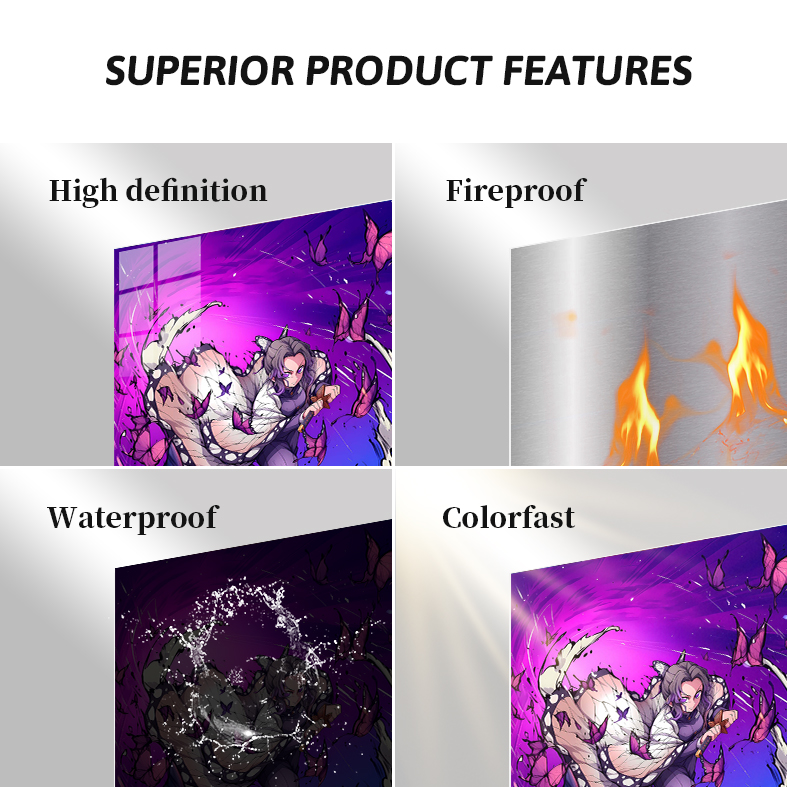 SUPERIOR PRODUCT FEATURES
High definition
Fireproof
Waterproof
Colorfast